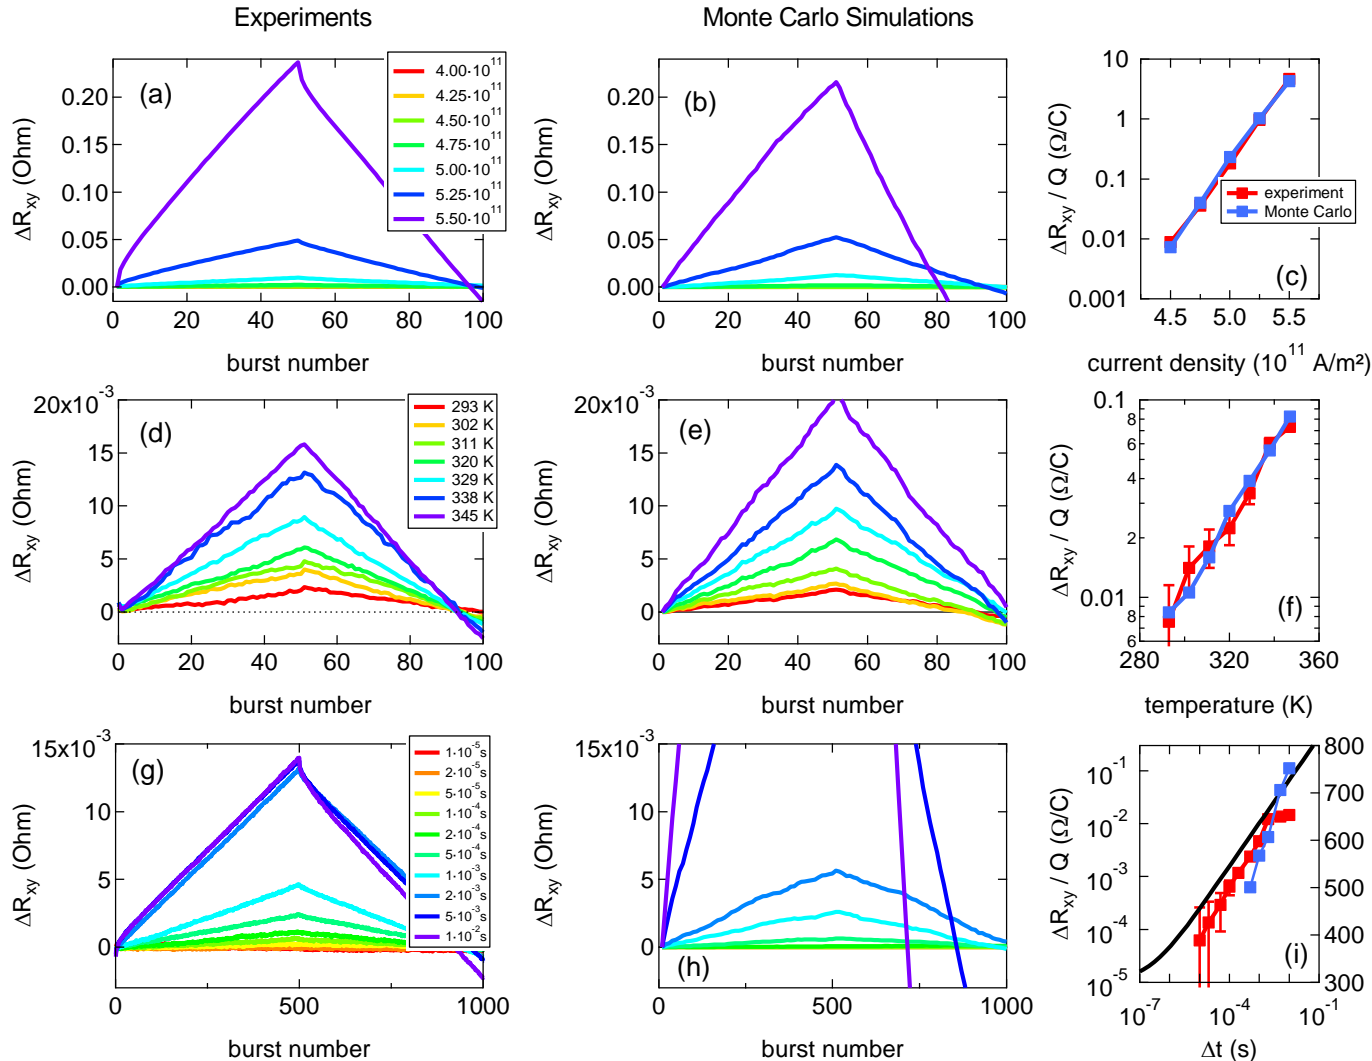 Experiments
Monte Carlo Simulations
(a)
ΔRxy (Ohm)
0.20
0.15
0.10
0.05
0.00
0 20 40 60 80 100
burst number
4.00·10^11
4.25·10^11
4.50·10^11
4.75·10^11
5.00·10^11
5.25·10^11
5.50·10^11
(b)
ΔRxy (Ohm)
0.20
0.15
0.10
0.05
0.00
0 20 40 60 80 100
burst number
(c)
ΔRxy / Q (Ω/C)
10
1
0.1
0.01
0.001
4.5 5.0 5.5
current density (10^11 A/m²)
experiment
Monte Carlo
(d)
ΔRxy (Ohm)
20x10^-3
15
10
5
0
0 20 40 60 80 100
burst number
293 K
302 K
311 K
320 K
329 K
338 K
345 K
(e)
ΔRxy (Ohm)
20x10^-3
15
10
5
0
0 20 40 60 80 100
burst number
(f)
ΔRxy / Q (Ω/C)
0.1
8
6
4
2
0.01
8
6
280 320 360
temperature (K)
(g)
ΔRxy (Ohm)
15x10^-3
10
5
0
0 500 1000
burst number
1·10^-5s
2·10^-5s
5·10^-5s
1·10^-4s
2·10^-4s
5·10^-4s
1·10^-3s
2·10^-3s
5·10^-3s
1·10^-2s
(h)
ΔRxy (Ohm)
15x10^-3
10
5
0
0 500 1000
burst number
(i)
ΔRxy / Q (Ω/C)
10^-1
10^-2
10^-3
10^-4
10^-5
800
700
600
500
400
300
10^-7 10^-4 10^-1
Δt (s)